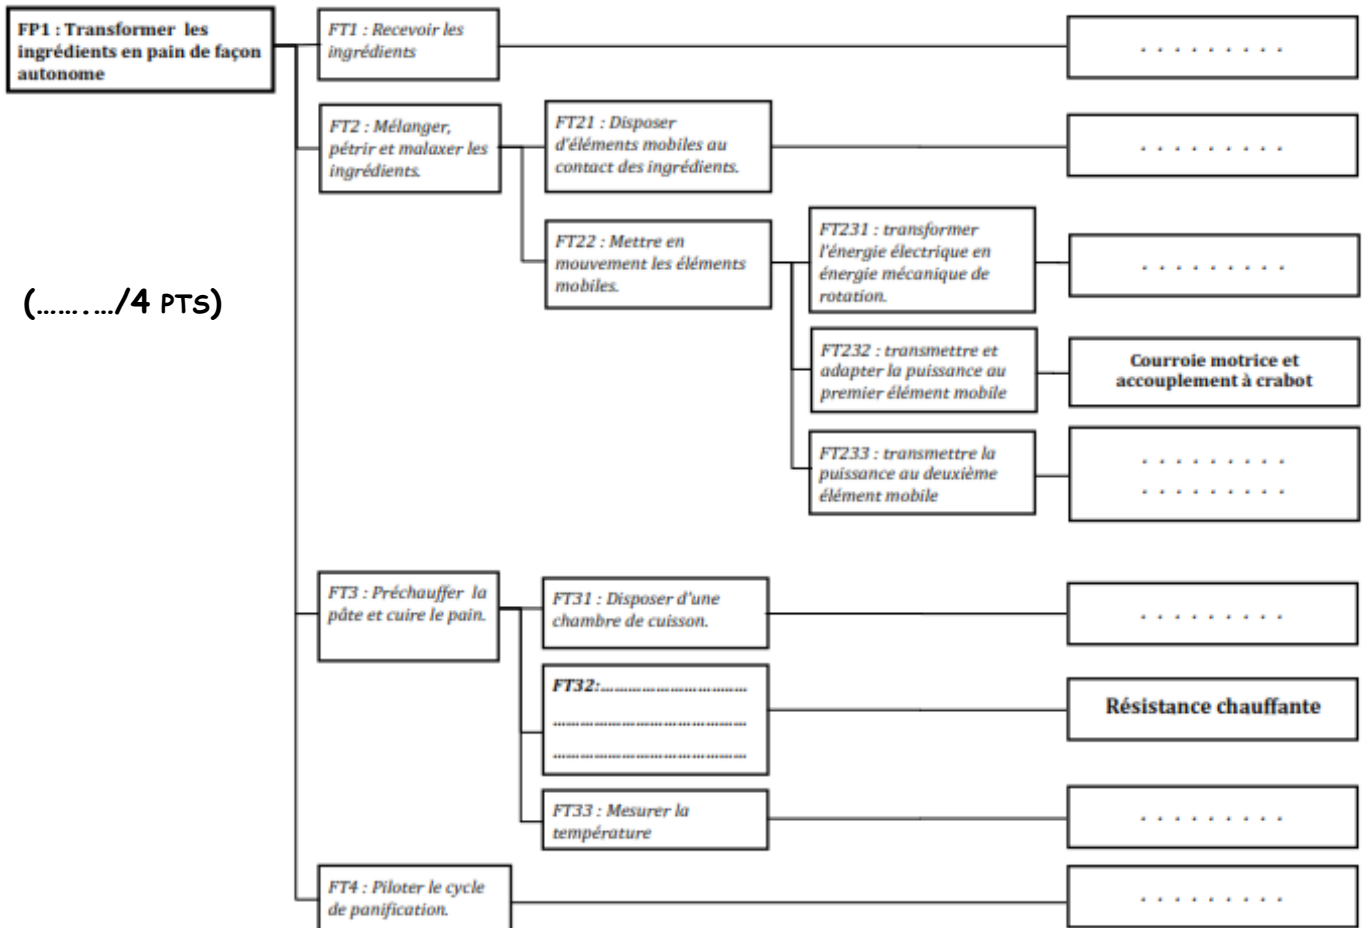 FP1 : Transformer les
ingrédients en pain de façon
autonome
FT1 : Recevoir les
ingrédients
. . . . . . . . .
FT2 : Mélanger,
pétrir et malaxer les
ingrédients.
FT21 : Disposer
d'éléments mobiles au
contact des ingrédients.
. . . . . . . . .
FT22 : Mettre en
mouvement les éléments
mobiles.
FT231 : transformer
l'énergie électrique en
énergie mécanique de
rotation.
. . . . . . . . .
(……..…/4 PTS)
FT232 : transmettre et
adapter la puissance au
premier élément mobile
Courroie motrice et
accouplement à crabot
FT233 : transmettre la
puissance au deuxième
élément mobile
. . . . . . . . .
. . . . . . . . .
FT3 : Préchauffer la
pâte et cuire le pain.
FT31 : Disposer d'une
chambre de cuisson.
. . . . . . . . .
FT32:................................
..........................................
..........................................
Résistance chauffante
FT33 : Mesurer la
température
. . . . . . . . .
FT4 : Piloter le cycle
de panification.
. . . . . . . . .